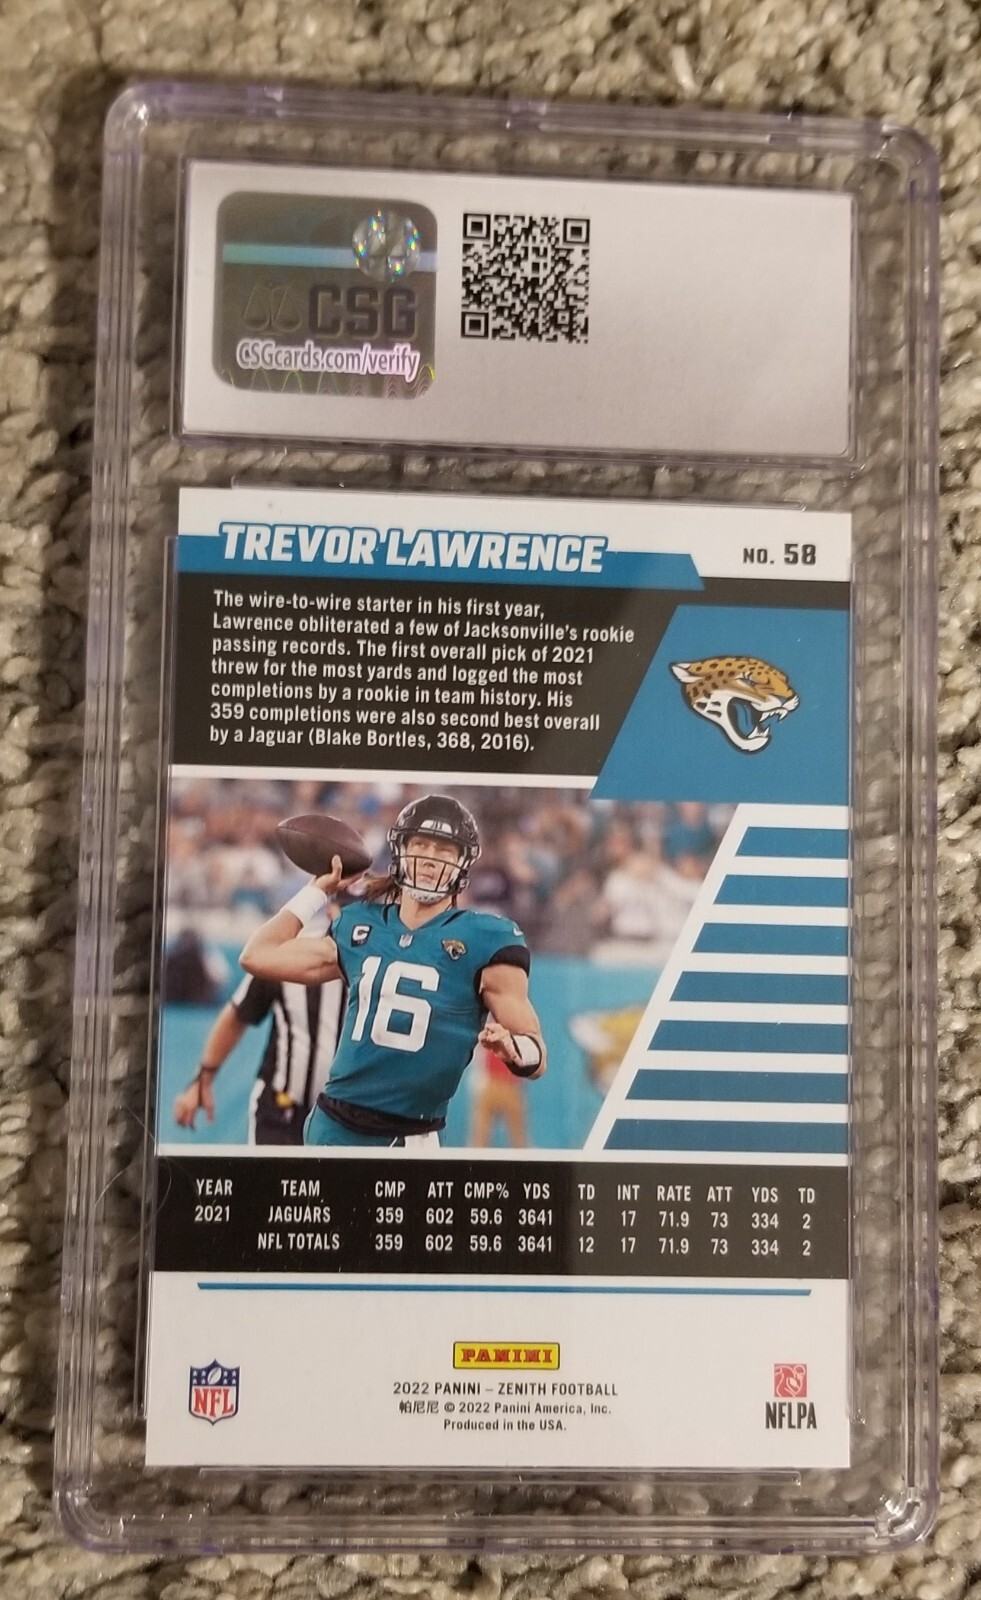 CSG
CSGcards.com/verify
TREVOR LAWRENCE
NO. 58
The wire-to-wire starter in his first year,
Lawrence obliterated a few of Jacksonville's rookie
passing records. The first overall pick of 2021
threw for the most yards and logged the most
completions by a rookie in team history. His
359 completions were also second best overall
by a Jaguar (Blake Bortles, 368, 2016).
C
16
YEAR TEAM CMP ATT CMP% YDS TD INT RATE ATT YDS TD
2021 JAGUARS 359 602 59.6 3641 12 17 71.9 73 334 2
NFL TOTALS 359 602 59.6 3641 12 17 71.9 73 334 2
PANINI
NFL
2022 PANINI – ZENITH FOOTBALL
帕尼尼 © 2022 Panini America, Inc.
Produced in the USA.
NFLPA